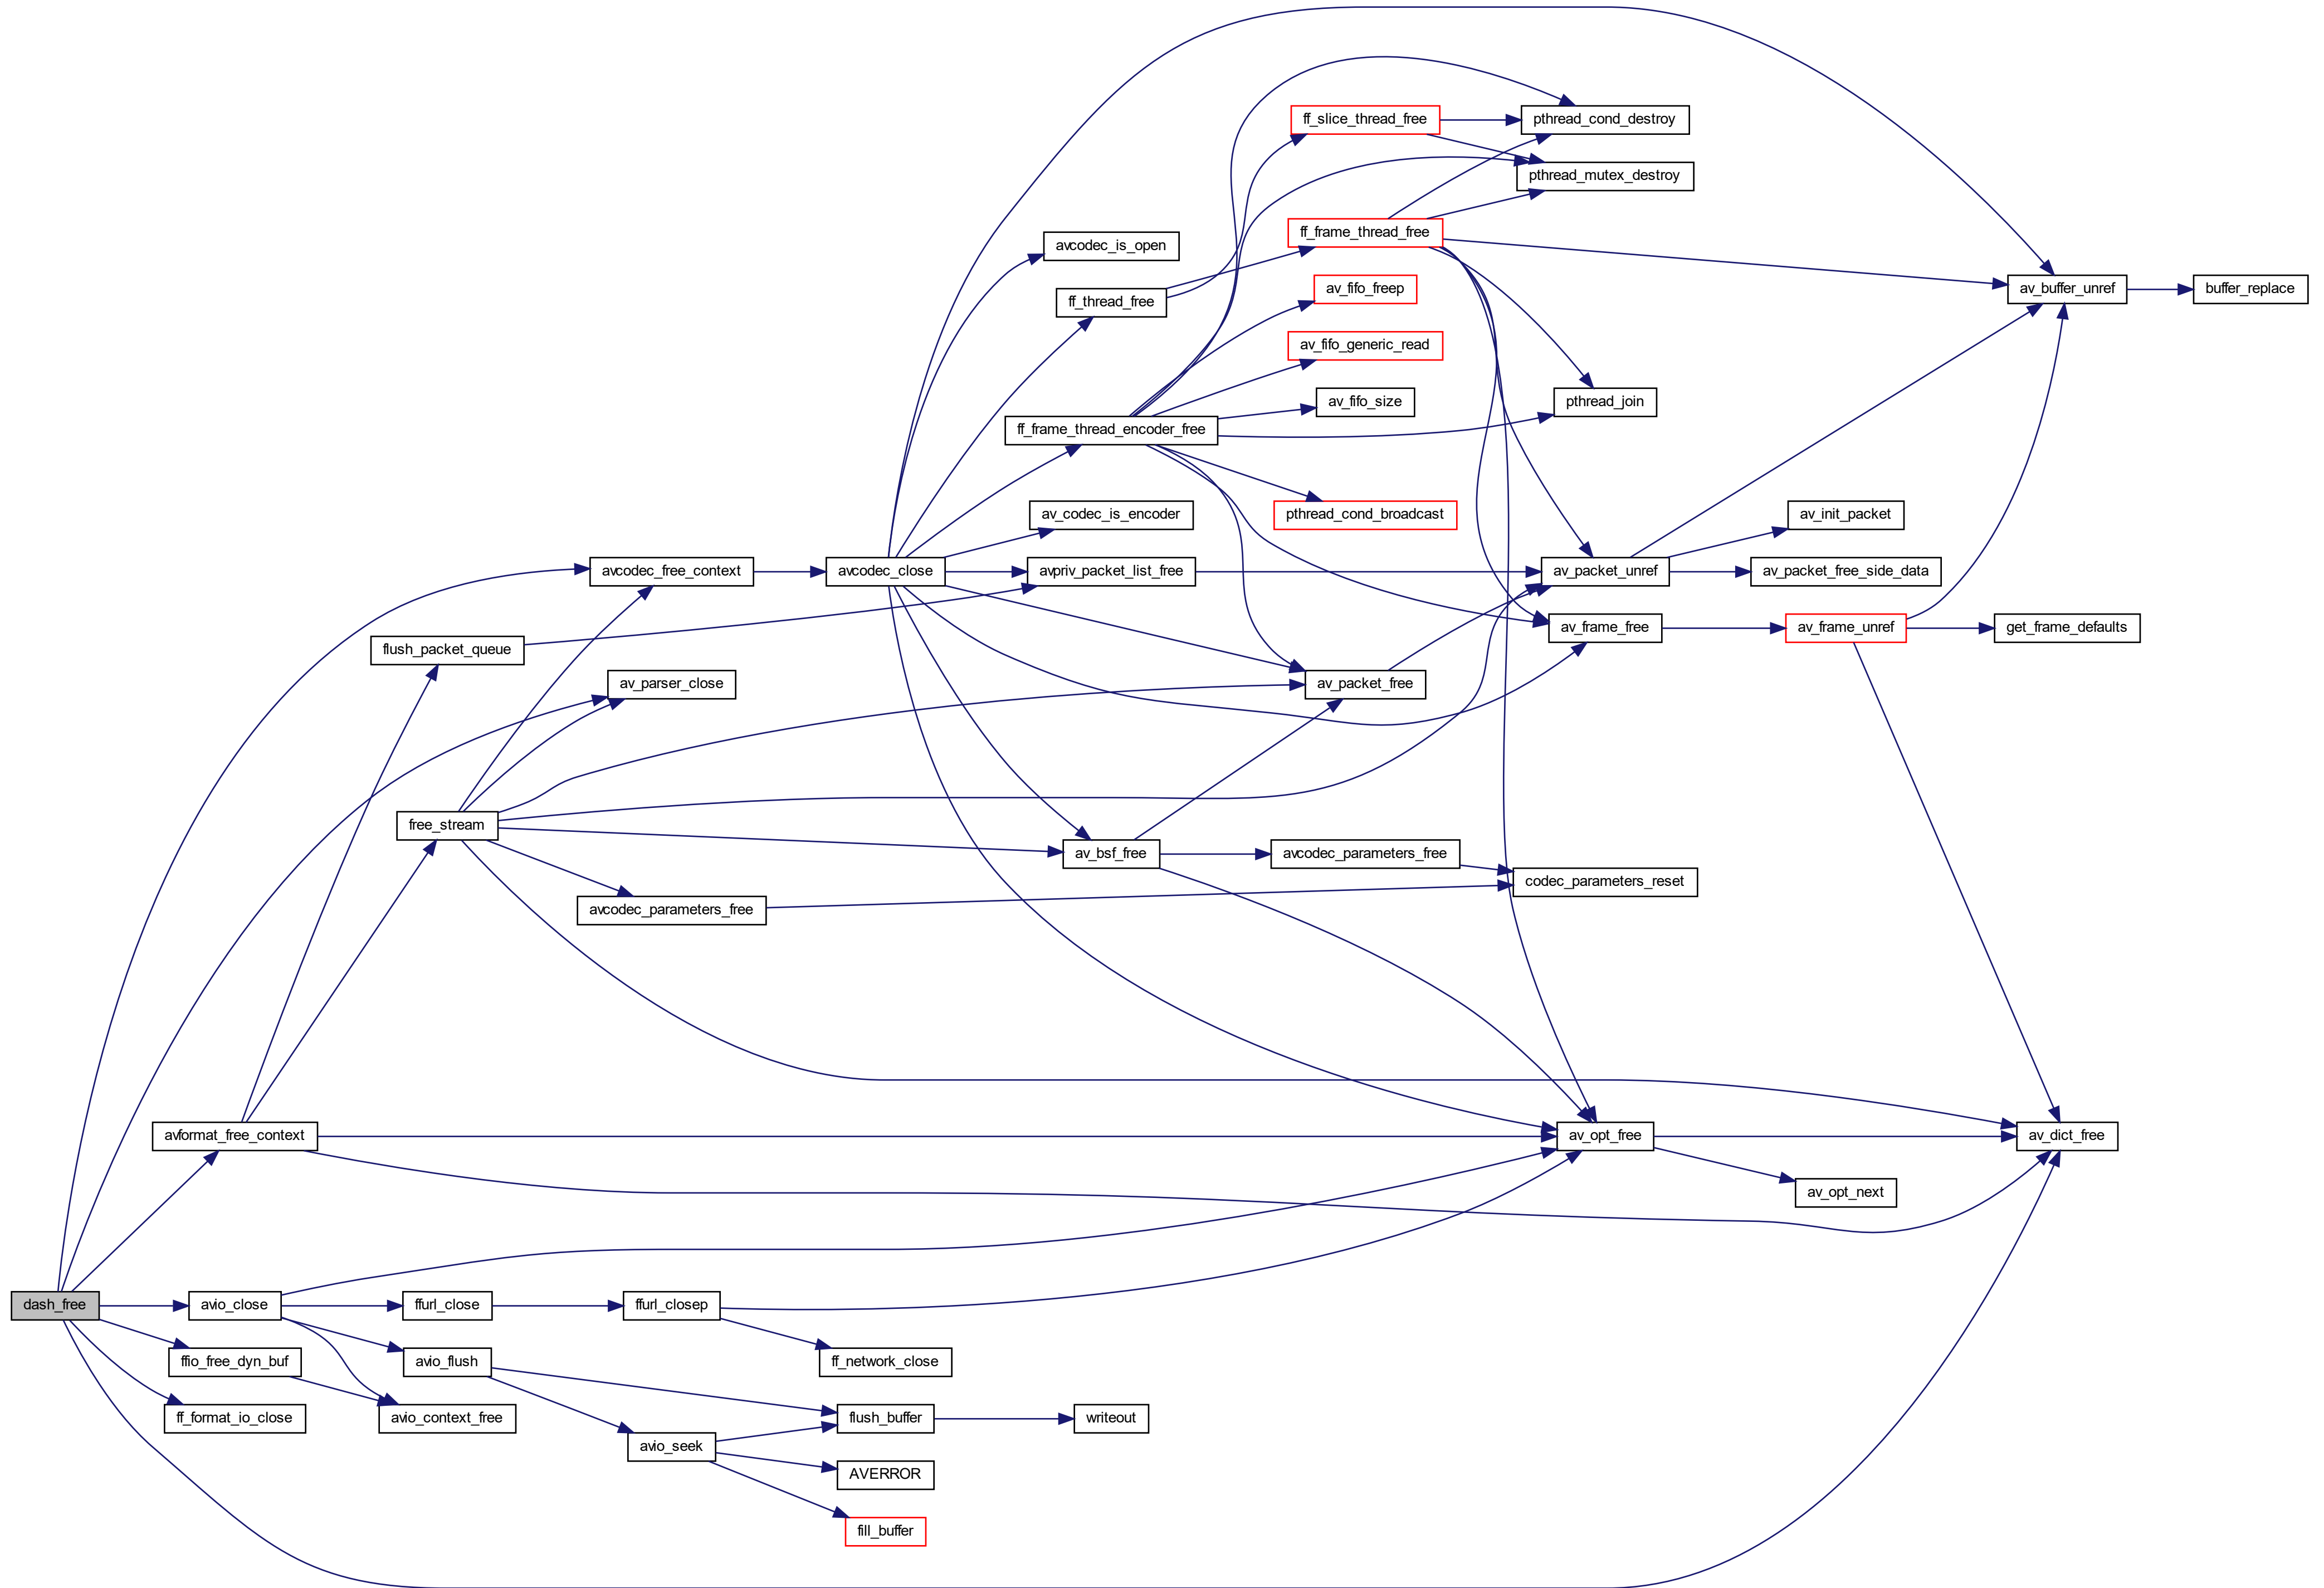 ff_slice_thread_free
pthread_cond_destroy
pthread_mutex_destroy
ff_frame_thread_free
avcodec_is_open
ff_thread_free
av_fifo_freep
av_buffer_unref
buffer_replace
av_fifo_generic_read
av_fifo_size
pthread_join
ff_frame_thread_encoder_free
av_codec_is_encoder
pthread_cond_broadcast
av_init_packet
avcodec_free_context
avcodec_close
avpriv_packet_list_free
av_packet_unref
av_packet_free_side_data
flush_packet_queue
av_frame_free
av_frame_unref
get_frame_defaults
av_parser_close
av_packet_free
free_stream
av_bsf_free
avcodec_parameters_free
codec_parameters_reset
avcodec_parameters_free
avformat_free_context
av_opt_free
av_dict_free
av_opt_next
dash_free
avio_close
ffurl_close
ffurl_closep
ffio_free_dyn_buf
avio_flush
ff_network_close
ff_format_io_close
avio_context_free
flush_buffer
writeout
avio_seek
AVERROR
fill_buffer